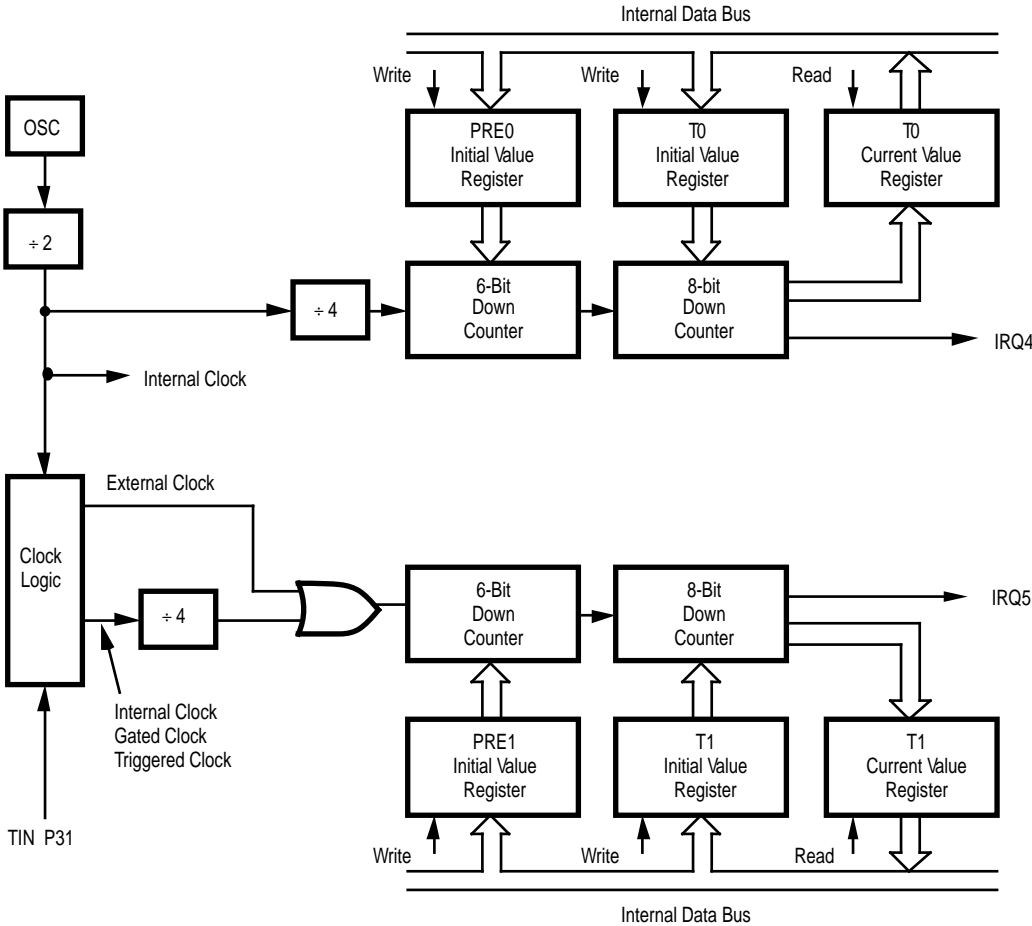 Internal Data Bus
Write
Write
Read
OSC
PRE0
Initial Value
Register
T0
Initial Value
Register
T0
Current Value
Register
÷ 2
6-Bit
Down
Counter
8-bit
Down
Counter
÷ 4
IRQ4
Internal Clock
External Clock
Clock
Logic
÷ 4
6-Bit
Down
Counter
8-Bit
Down
Counter
IRQ5
Internal Clock
Gated Clock
Triggered Clock
PRE1
Initial Value
Register
T1
Initial Value
Register
T1
Current Value
Register
TIN P31
Write
Write
Read
Internal Data Bus